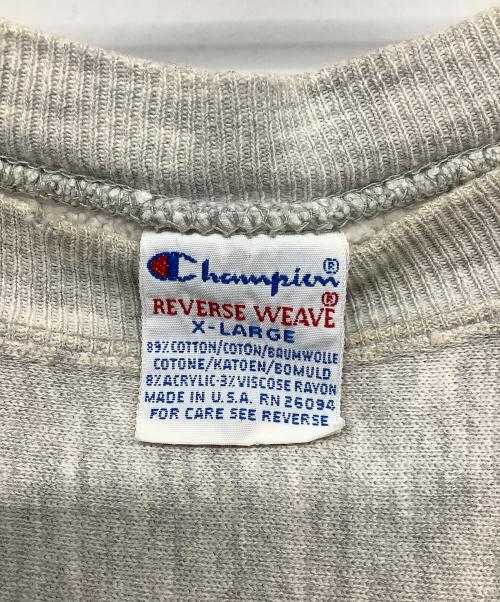 Champion®
REVERSE WEAVE®
X-LARGE
89% COTTON/COTON/BAUMWOLLE
COTONE/KATOEN/BOMULD
8% ACRYLIC·3% VISCOSE RAYON
MADE IN U.S.A. RN 26094
FOR CARE SEE REVERSE